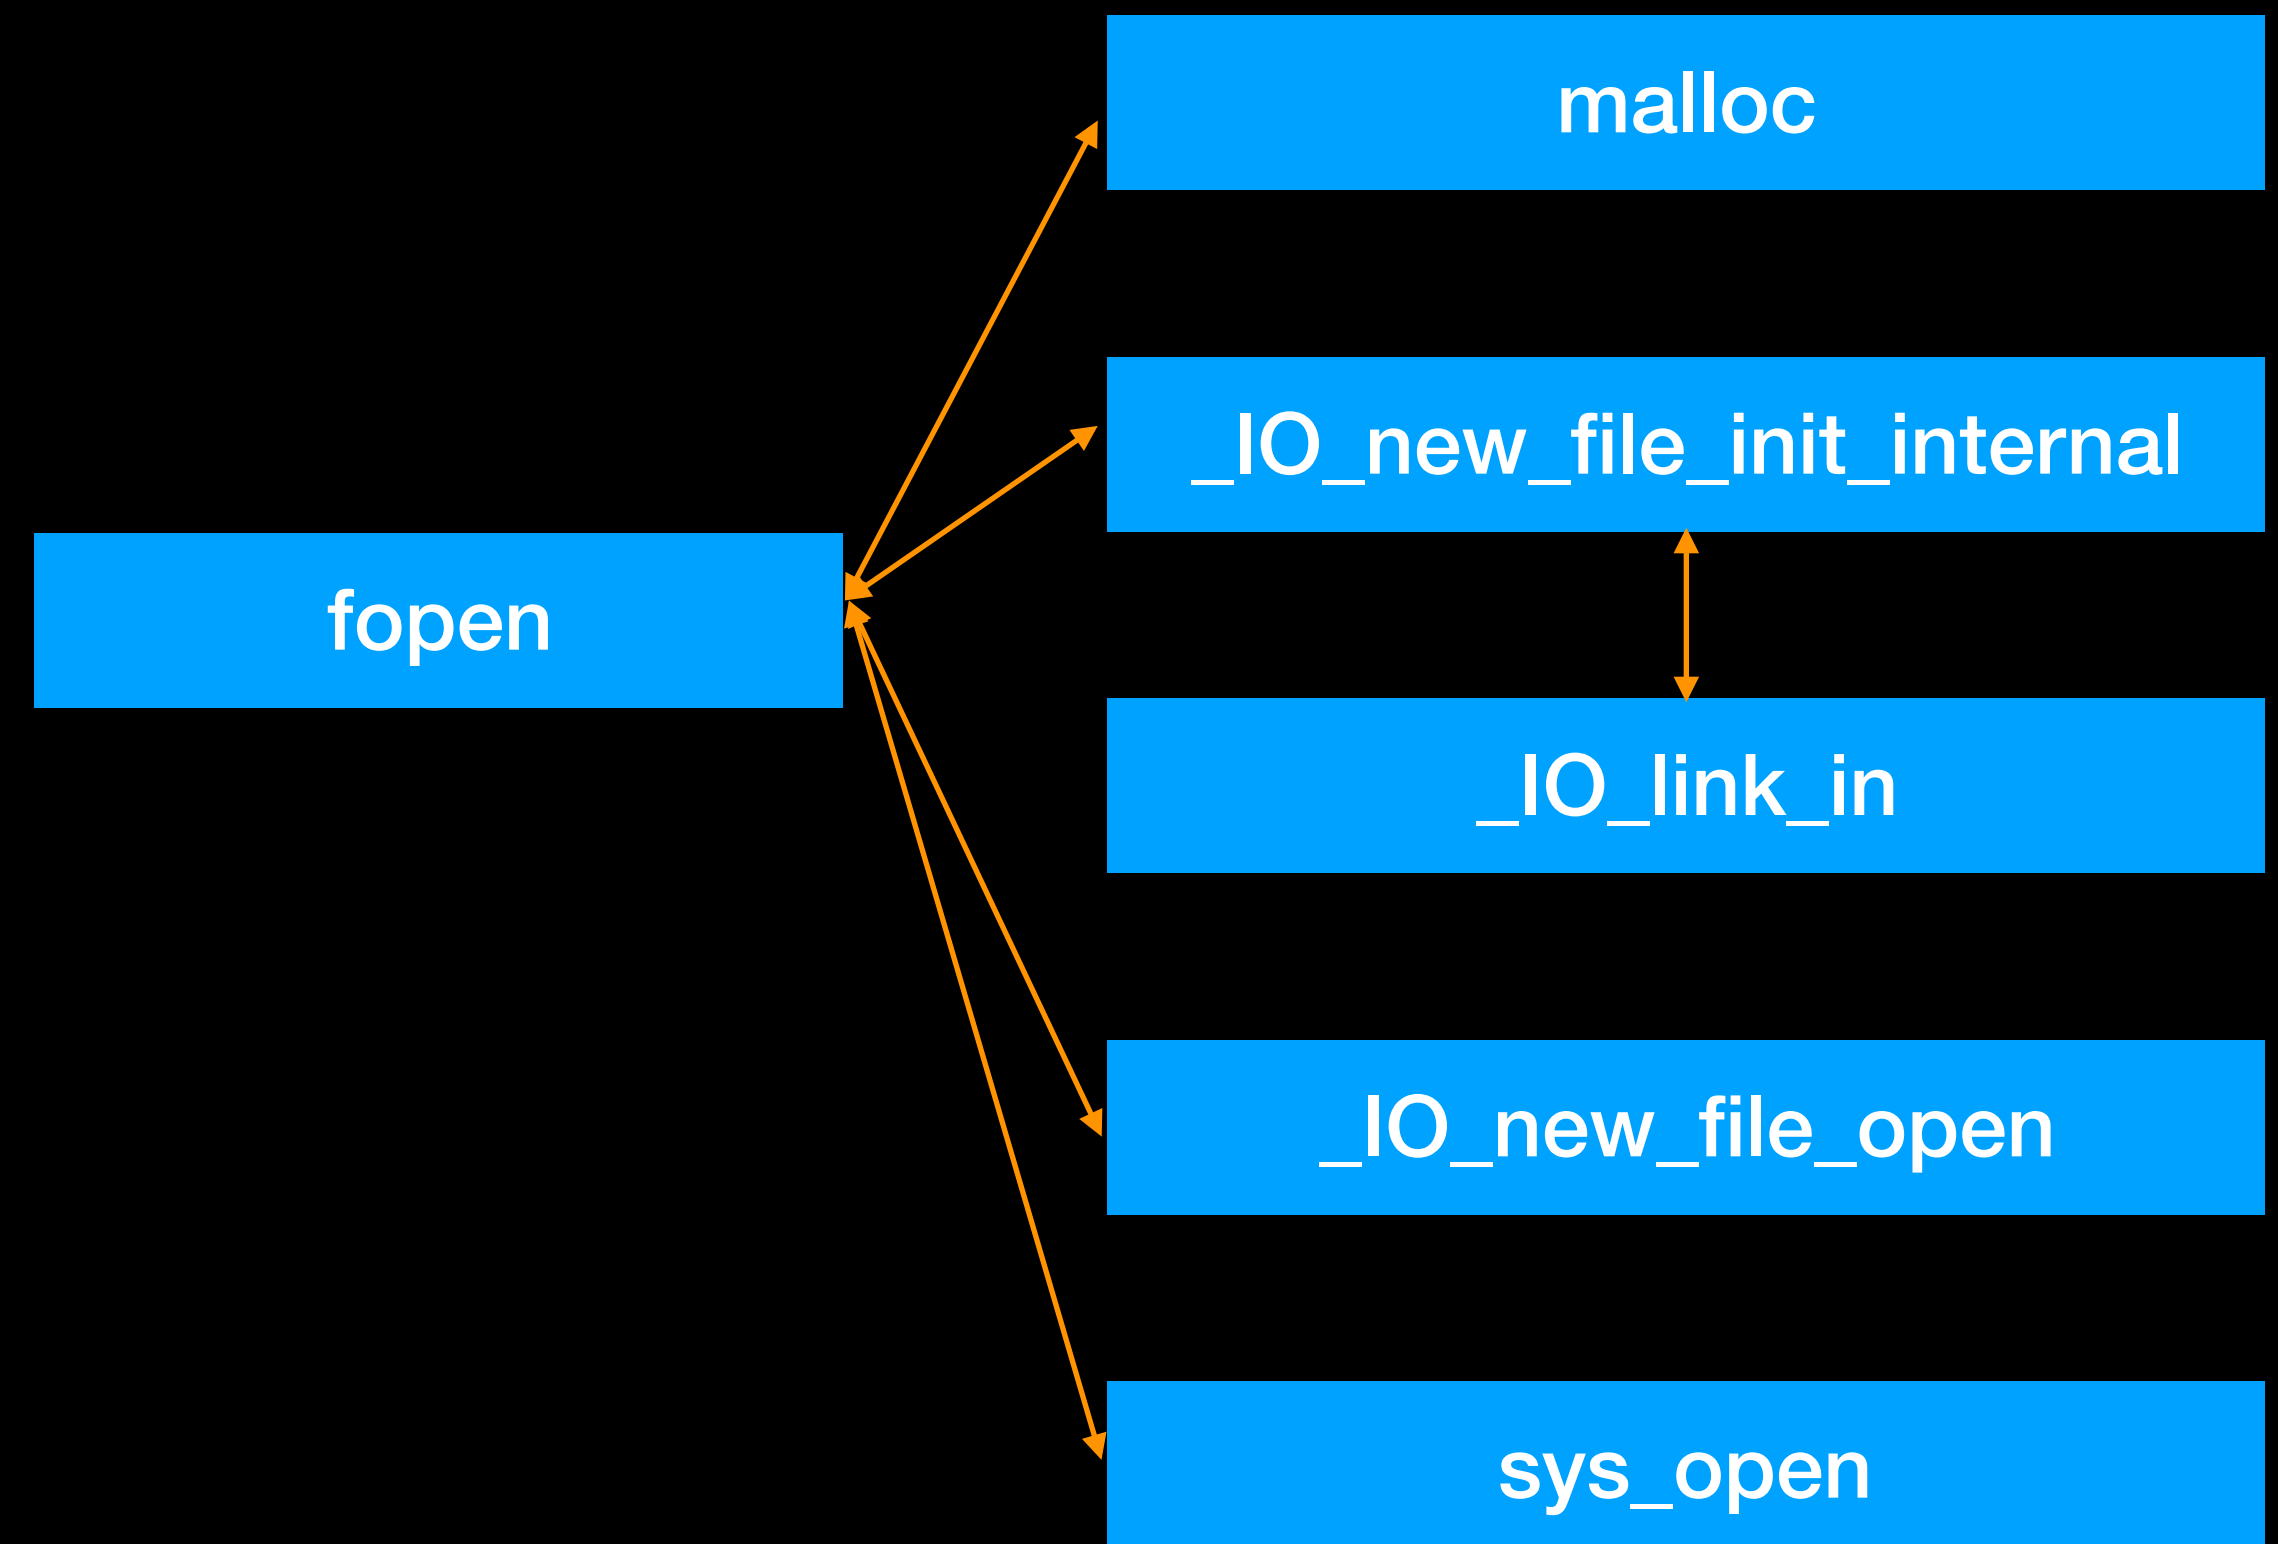 malloc
_IO_new_file_init_internal
fopen
_IO_link_in
_IO_new_file_open
sys_open